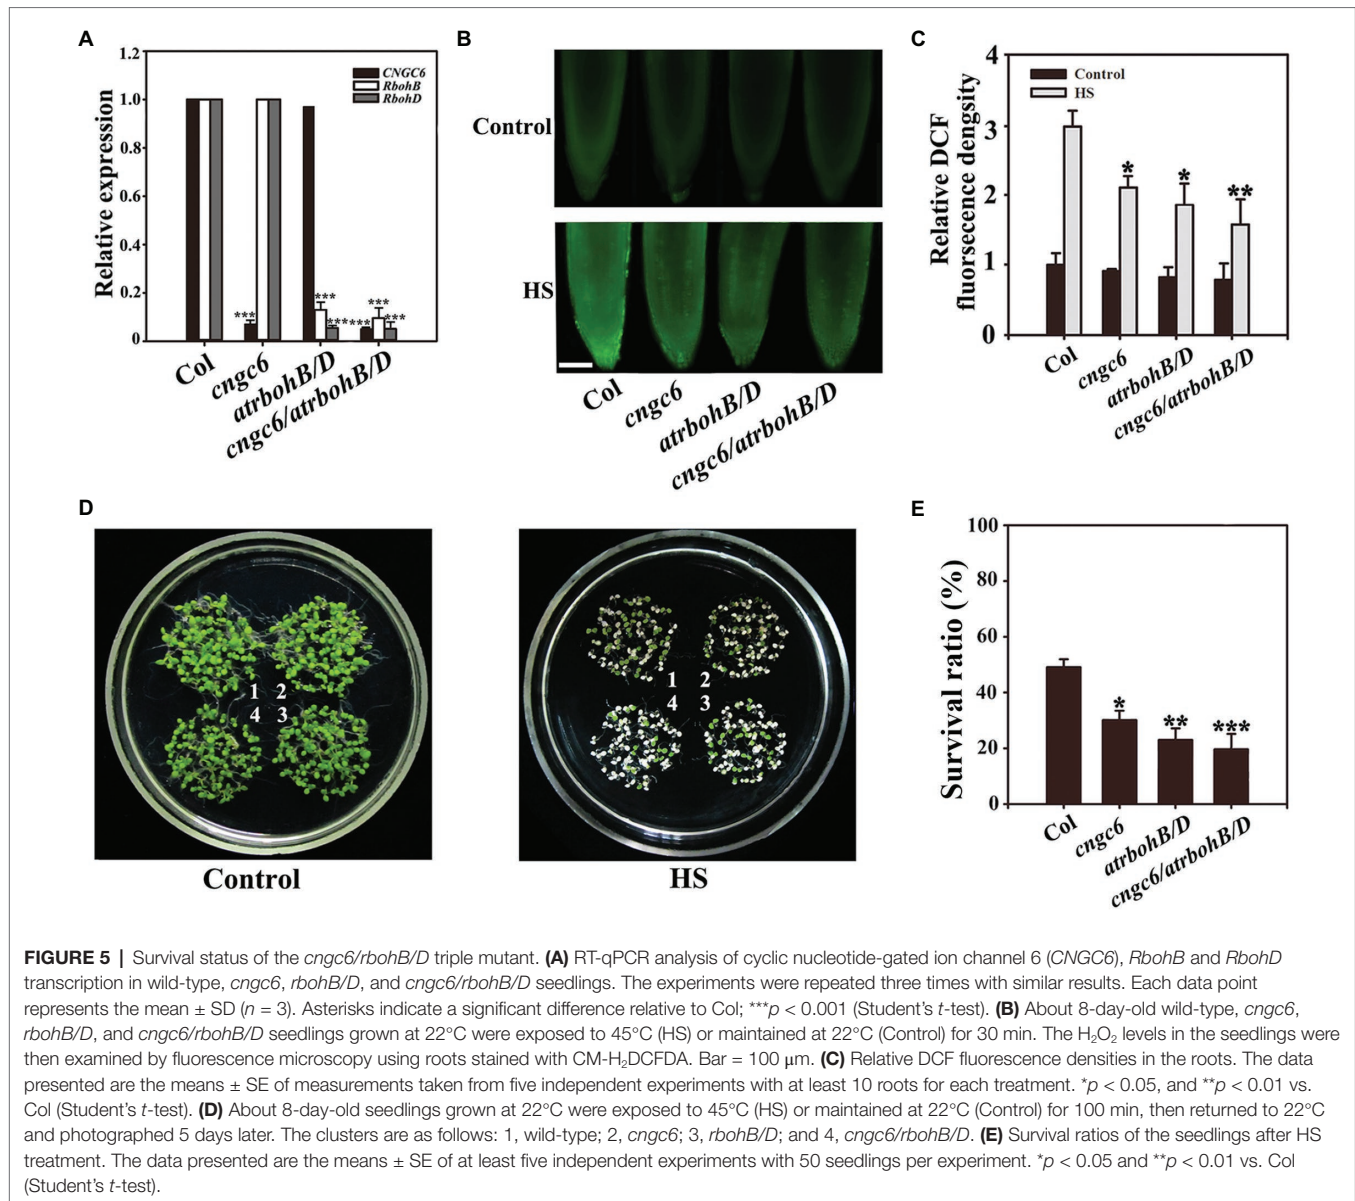 A
1.2
1.0
0.8
0.6
0.4
0.2
0
Relative expression
CNGC6
RbohB
RbohD
***
***
***
***
***
***
Col
cngc6
atrbohB/D
cngc6/atrbohB/D
B
Control
HS
Col
cngc6
atrbohB/D
cngc6/atrbohB/D
C
4
3
2
1
0
Relative DCF
fluorsecence dengsity
Control
HS
*
*
**
Col
cngc6
atrbohB/D
cngc6/atrbohB/D
D
1 2
4 3
Control
1 2
4 3
HS
E
100
80
60
40
20
0
Survival ratio (%)
*
**
***
Col
cngc6
atrbohB/D
cngc6/atrbohB/D
FIGURE 5 | Survival status of the cngc6/rbohB/D triple mutant. (A) RT-qPCR analysis of cyclic nucleotide-gated ion channel 6 (CNGC6), RbohB and RbohD
transcription in wild-type, cngc6, rbohB/D, and cngc6/rbohB/D seedlings. The experiments were repeated three times with similar results. Each data point
represents the mean ± SD (n = 3). Asterisks indicate a significant difference relative to Col; ***p < 0.001 (Student's t-test). (B) About 8-day-old wild-type, cngc6,
rbohB/D, and cngc6/rbohB/D seedlings grown at 22°C were exposed to 45°C (HS) or maintained at 22°C (Control) for 30 min. The H₂O₂ levels in the seedlings were
then examined by fluorescence microscopy using roots stained with CM-H₂DCFDA. Bar = 100 μm. (C) Relative DCF fluorescence densities in the roots. The data
presented are the means ± SE of measurements taken from five independent experiments with at least 10 roots for each treatment. *p < 0.05, and **p < 0.01 vs.
Col (Student's t-test). (D) About 8-day-old seedlings grown at 22°C were exposed to 45°C (HS) or maintained at 22°C (Control) for 100 min, then returned to 22°C
and photographed 5 days later. The clusters are as follows: 1, wild-type; 2, cngc6; 3, rbohB/D; and 4, cngc6/rbohB/D. (E) Survival ratios of the seedlings after HS
treatment. The data presented are the means ± SE of at least five independent experiments with 50 seedlings per experiment. *p < 0.05 and **p < 0.01 vs. Col
(Student's t-test).